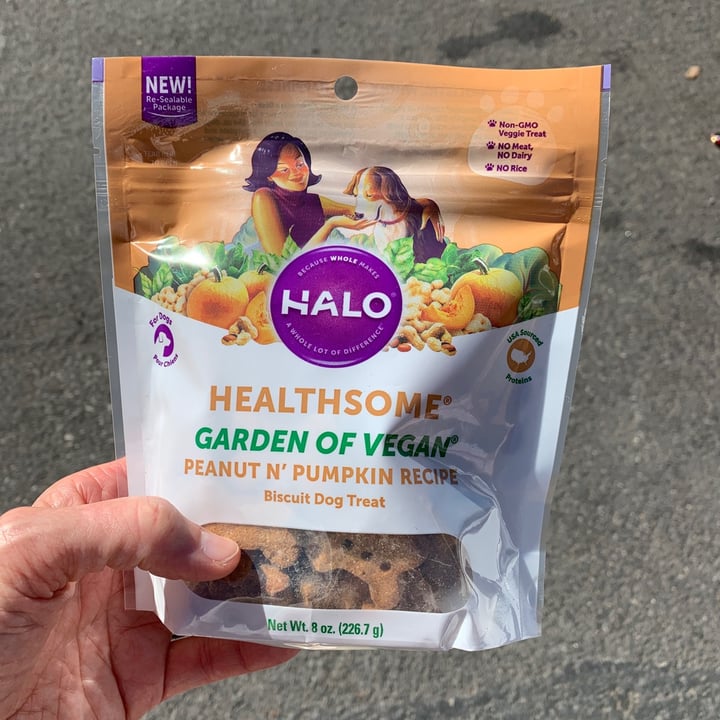 NEW!
Re-Sealable
Package
Non-GMO
Veggie Treat
NO Meat,
NO Dairy
NO Rice
BECAUSE WHOLE MAKES
HALO®
A WHOLE LOT OF DIFFERENCE
For Dogs
Pour Chiens
USA Sourced
Proteins
HEALTHSOME®
GARDEN OF VEGAN®
PEANUT N' PUMPKIN RECIPE
Biscuit Dog Treat
Net Wt. 8 oz. (226.7 g)